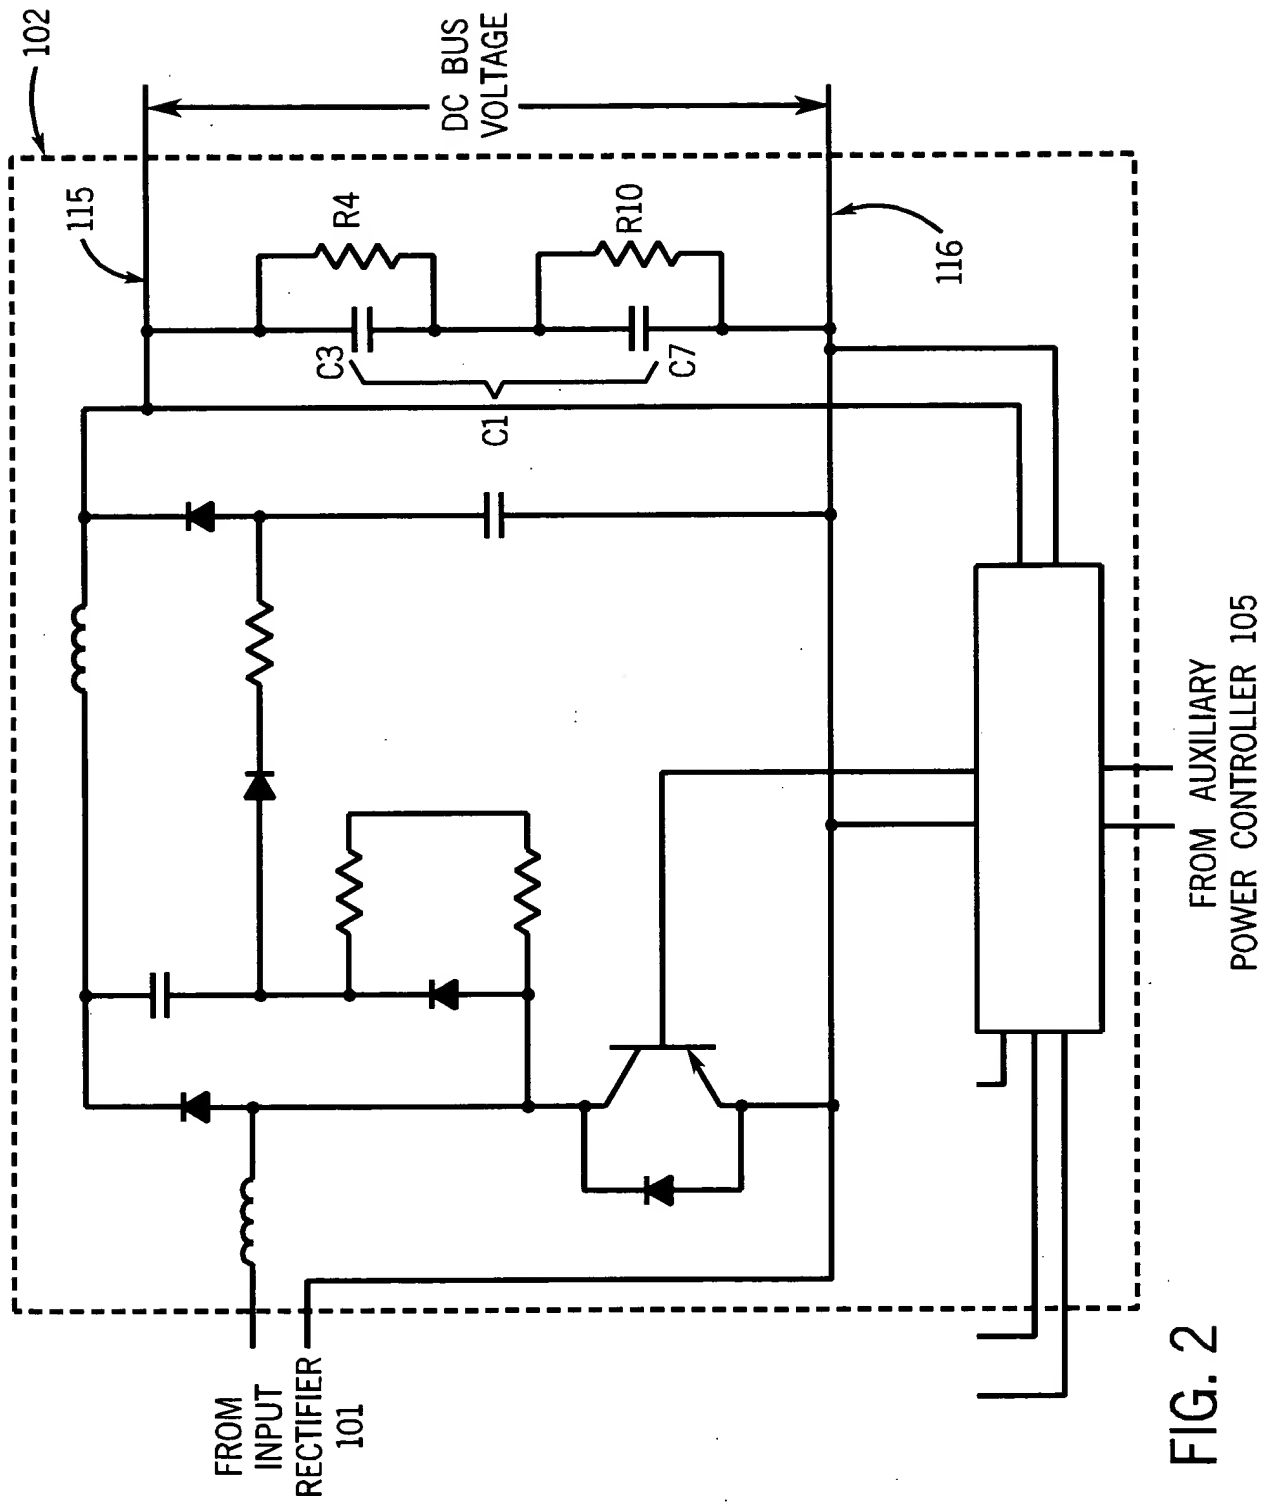 102
115
DC BUS
VOLTAGE
R4
R10
C3
C7
C1
116
FROM
INPUT
RECTIFIER
101
FROM AUXILIARY
POWER CONTROLLER 105
FIG. 2